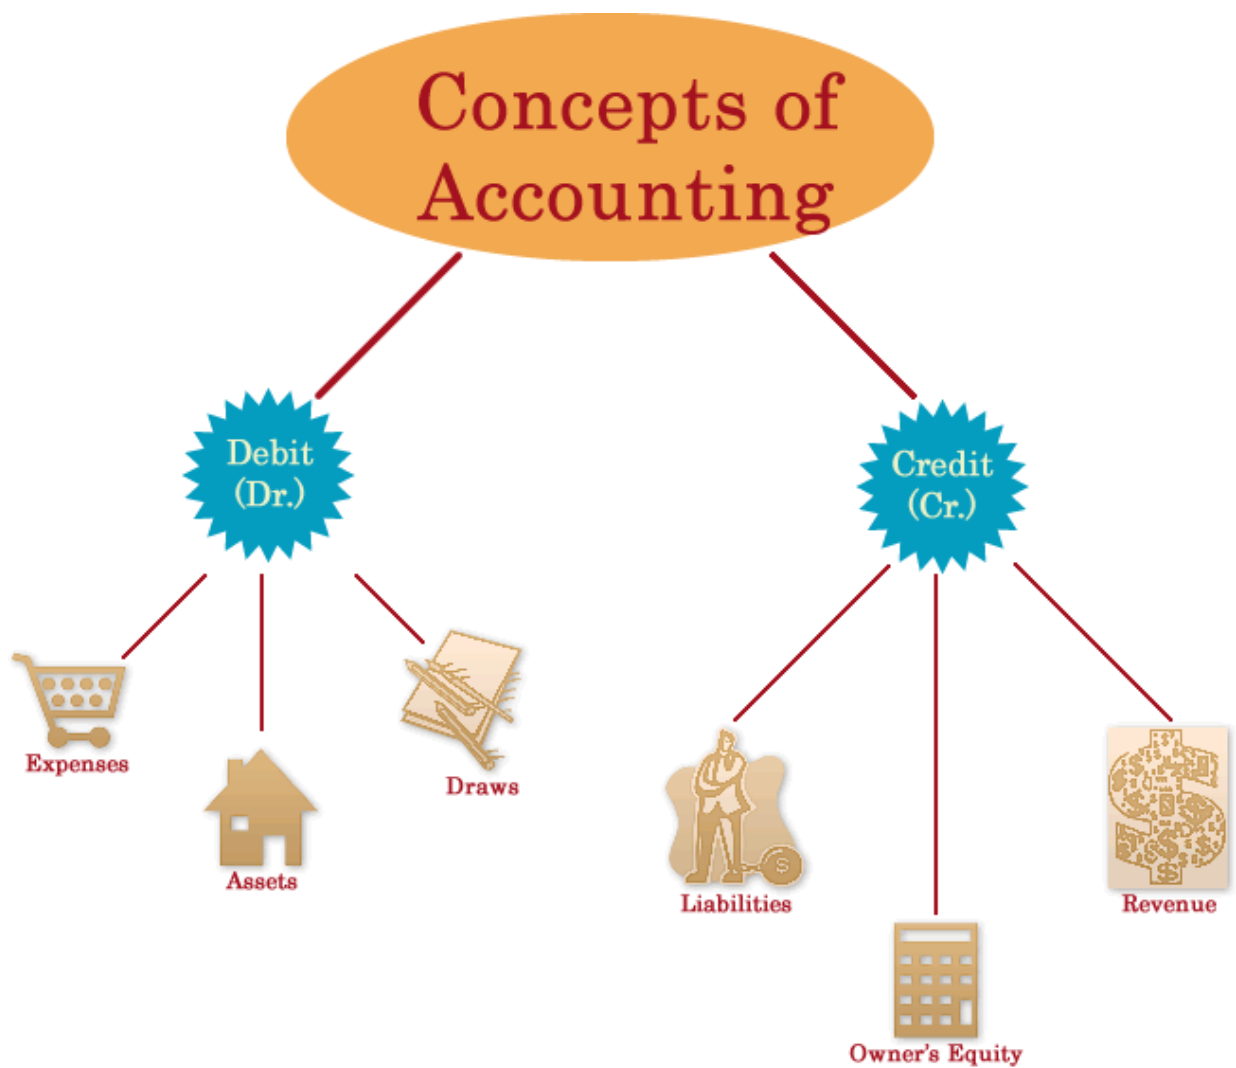 Concepts of
Accounting
Debit
(Dr.)
Credit
(Cr.)
Expenses
Assets
Draws
Liabilities
Owner's Equity
Revenue